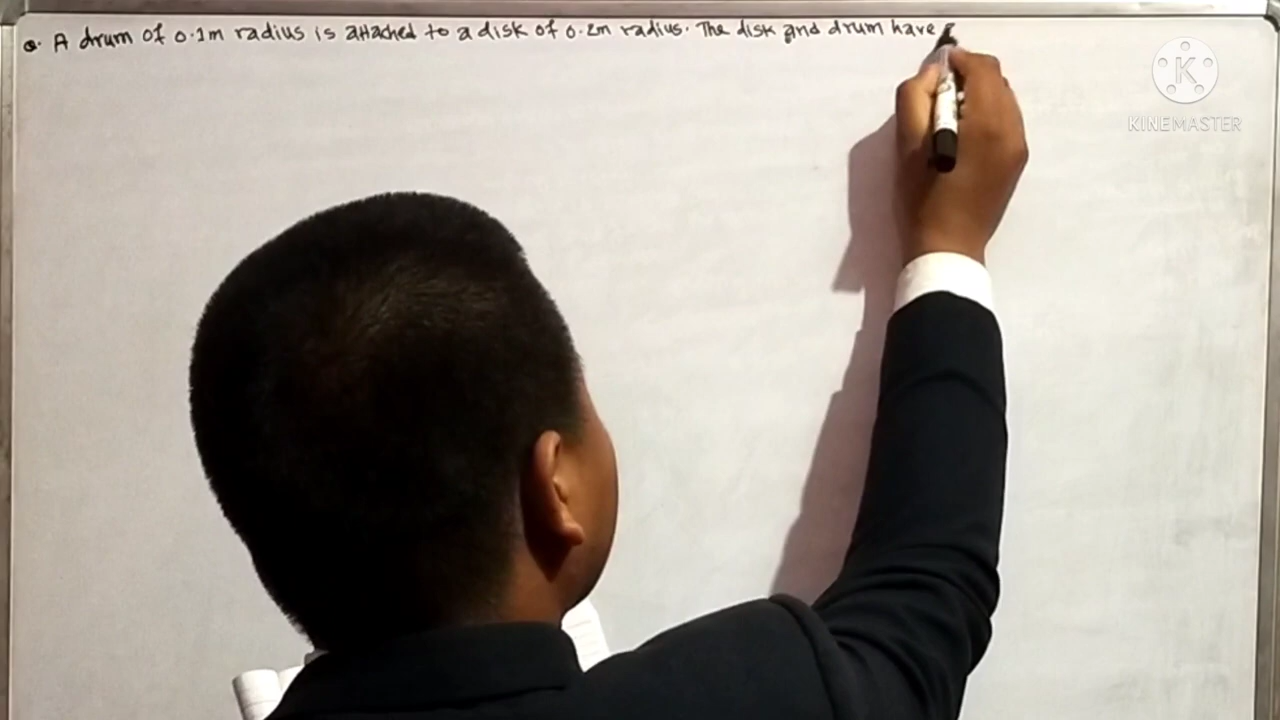 Q. A drum of 0.1m radius is attached to a disk of 0.2m radius. The disk and drum have
K
KINEMASTER